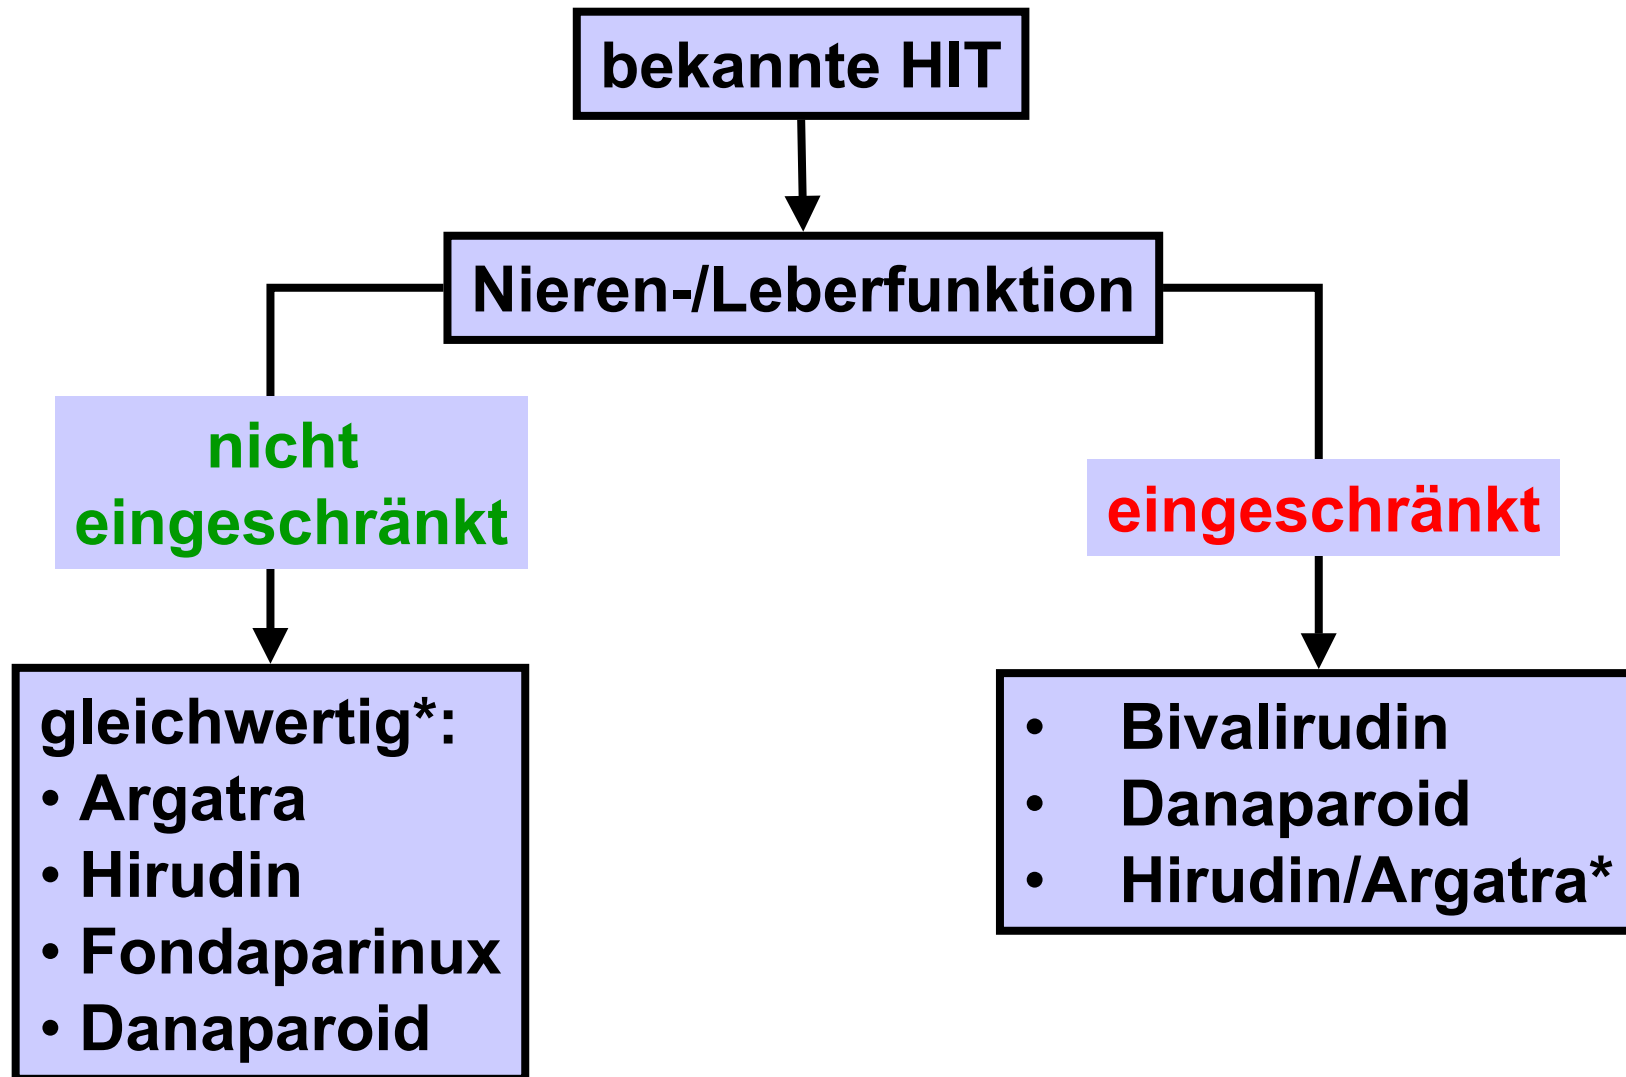 bekannte HIT
Nieren-/Leberfunktion
nicht
eingeschränkt
eingeschränkt
gleichwertig*:
• Argatra
• Hirudin
• Fondaparinux
• Danaparoid
• Bivalirudin
• Danaparoid
• Hirudin/Argatra*